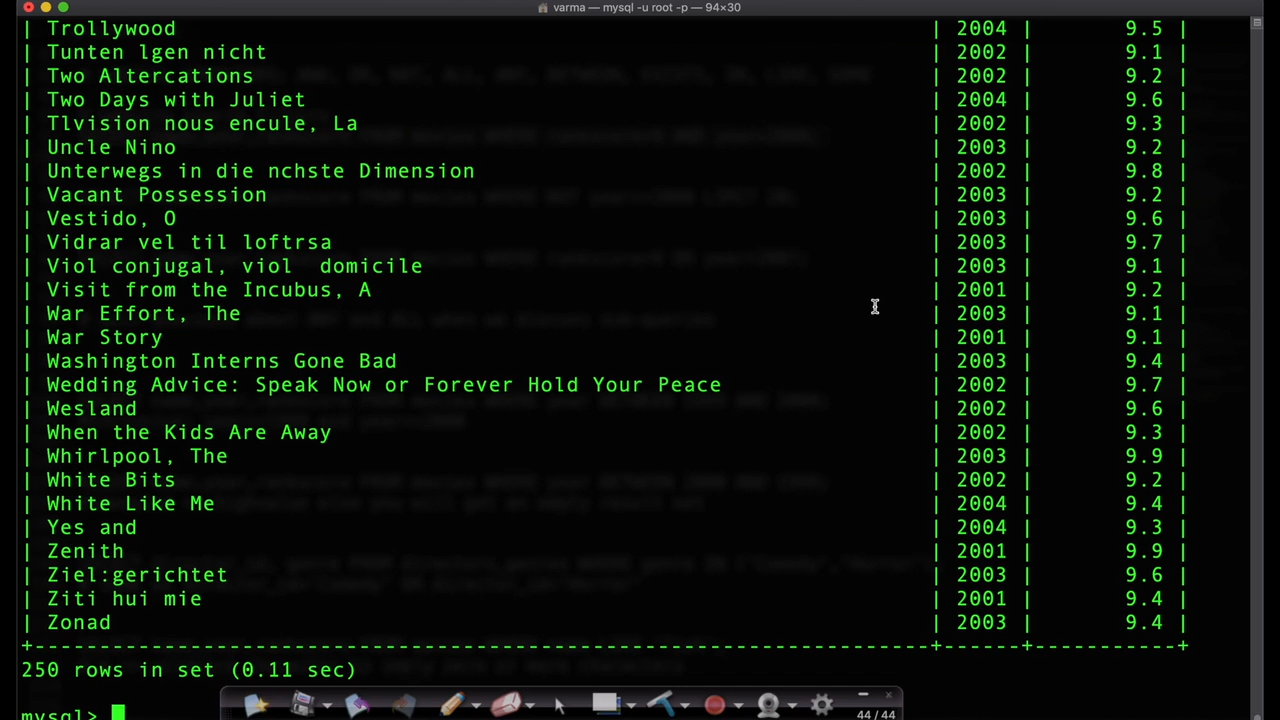 varma — mysql -u root -p — 94×30
| Trollywood | 2004 | 9.5 |
| Tunten lgen nicht | 2002 | 9.1 |
| Two Altercations | 2002 | 9.2 |
| Two Days with Juliet | 2004 | 9.6 |
| Tlvision nous encule, La | 2002 | 9.3 |
| Uncle Nino | 2003 | 9.2 |
| Unterwegs in die nchste Dimension | 2002 | 9.8 |
| Vacant Possession | 2003 | 9.2 |
| Vestido, O | 2003 | 9.6 |
| Vidrar vel til loftrsa | 2003 | 9.7 |
| Viol conjugal, viol  domicile | 2003 | 9.1 |
| Visit from the Incubus, A | 2001 | 9.2 |
| War Effort, The | 2003 | 9.1 |
| War Story | 2001 | 9.1 |
| Washington Interns Gone Bad | 2003 | 9.4 |
| Wedding Advice: Speak Now or Forever Hold Your Peace | 2002 | 9.7 |
| Wesland | 2002 | 9.6 |
| When the Kids Are Away | 2002 | 9.3 |
| Whirlpool, The | 2003 | 9.9 |
| White Bits | 2002 | 9.2 |
| White Like Me | 2004 | 9.4 |
| Yes and | 2004 | 9.3 |
| Zenith | 2001 | 9.9 |
| Ziel:gerichtet | 2003 | 9.6 |
| Ziti hui mie | 2001 | 9.4 |
| Zonad | 2003 | 9.4 |
+----------------------------------------------------------------------+------+-----------+
250 rows in set (0.11 sec)
mysql>
44/44